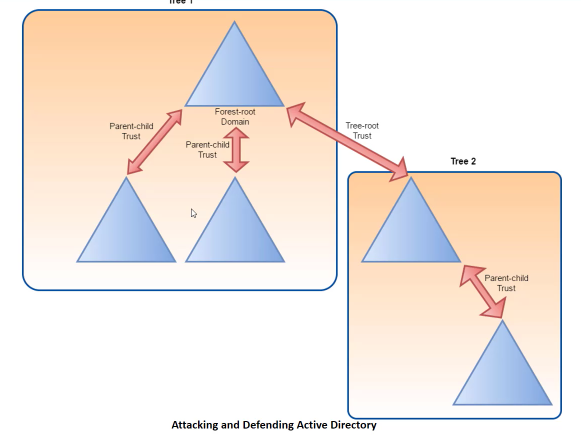 Tree 1
Forest-root
Domain
Parent-child
Trust
Parent-child
Trust
Tree-root
Trust
Tree 2
Parent-child
Trust
Attacking and Defending Active Directory